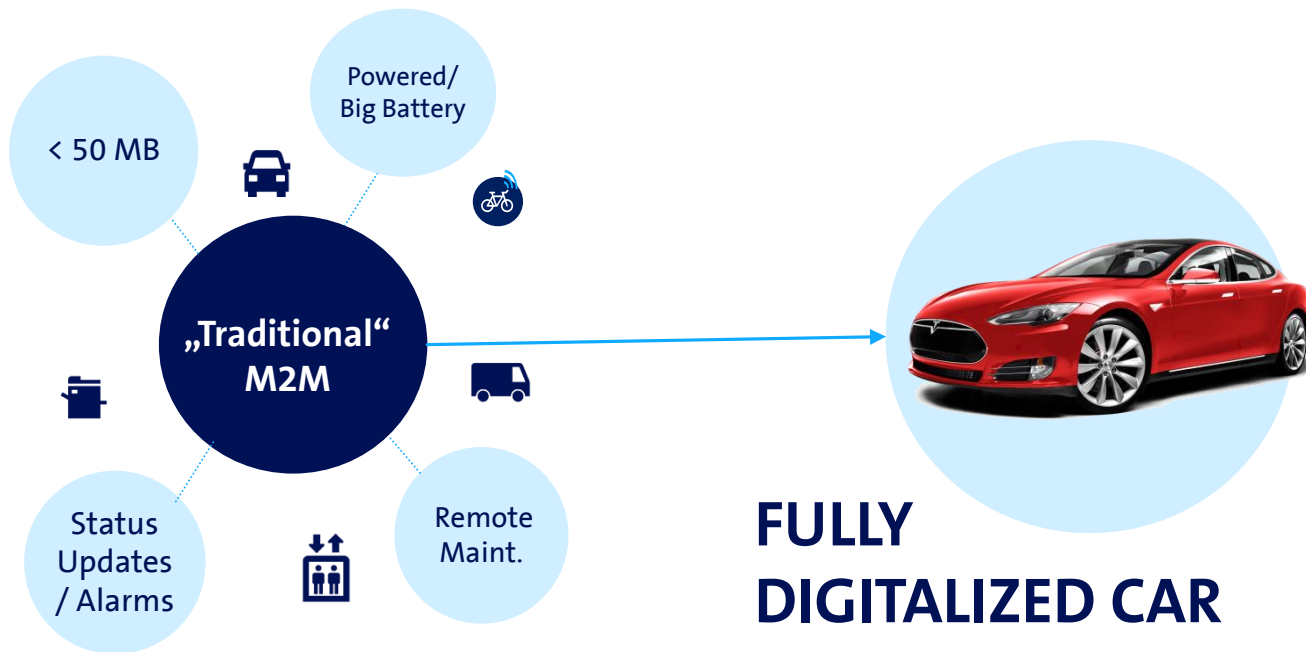 Powered/
Big Battery
< 50 MB
„Traditional“
M2M
Status
Updates
/ Alarms
Remote
Maint.
FULLY
DIGITALIZED CAR